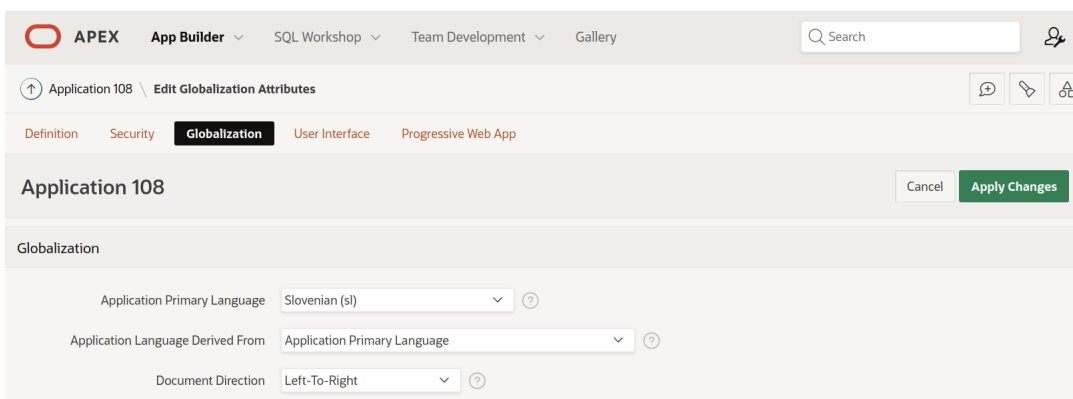 APEX App Builder SQL Workshop Team Development Gallery Search
Application 108 \ Edit Globalization Attributes
Definition Security Globalization User Interface Progressive Web App
Application 108 Cancel Apply Changes
Globalization
Application Primary Language Slovenian (sl)
Application Language Derived From Application Primary Language
Document Direction Left-To-Right